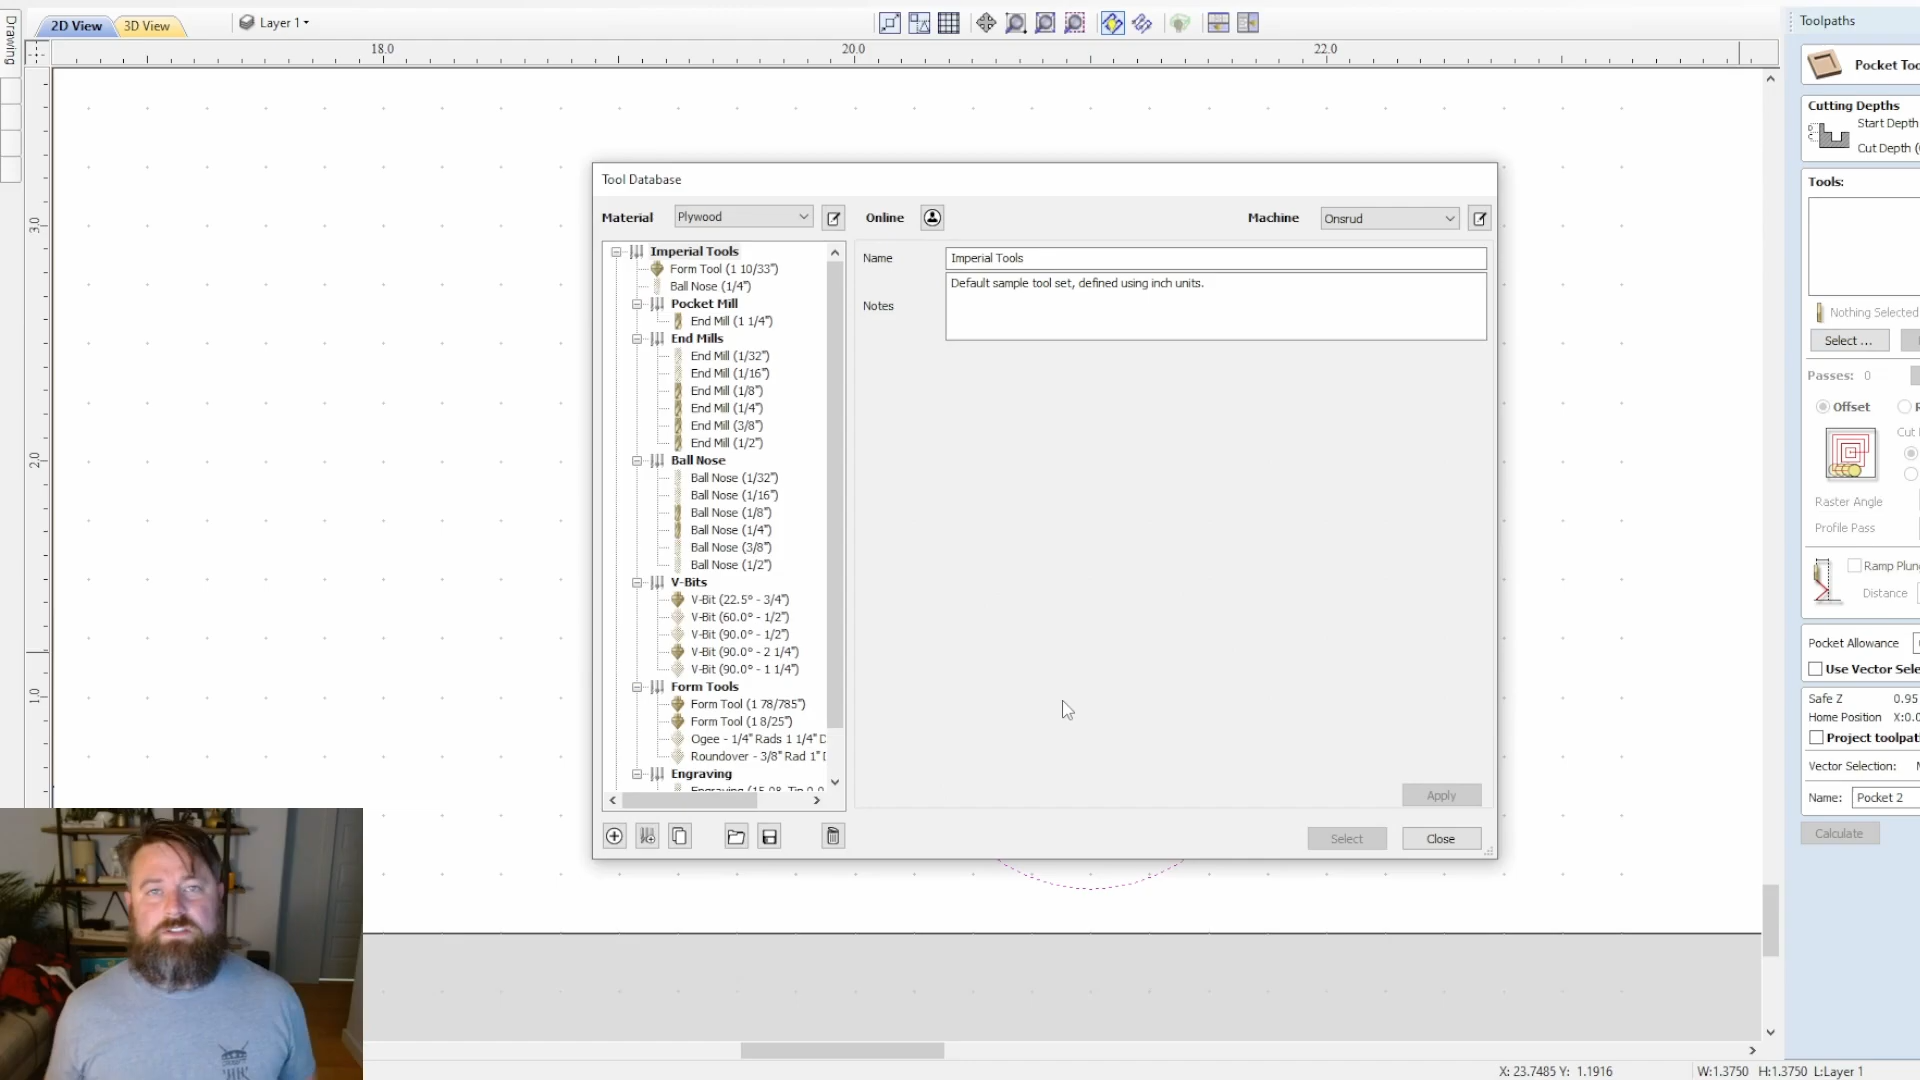 Drawing
2D View
3D View
Layer 1
18.0
20.0
22.0
3.0
2.0
1.0
Tool Database
Material
Plywood
Online
Machine
Onsrud
Imperial Tools
Form Tool (1 10/33")
Ball Nose (1/4")
Pocket Mill
End Mill (1 1/4")
End Mills
End Mill (1/32")
End Mill (1/16")
End Mill (1/8")
End Mill (1/4")
End Mill (3/8")
End Mill (1/2")
Ball Nose
Ball Nose (1/32")
Ball Nose (1/16")
Ball Nose (1/8")
Ball Nose (1/4")
Ball Nose (3/8")
Ball Nose (1/2")
V-Bits
V-Bit (22.5° - 3/4")
V-Bit (60.0° - 1/2")
V-Bit (90.0° - 1/2")
V-Bit (90.0° - 2 1/4")
V-Bit (90.0° - 1 1/4")
Form Tools
Form Tool (1 78/785")
Form Tool (1 8/25")
Ogee - 1/4" Rads 1 1/4" D
Roundover - 3/8" Rad 1" D
Engraving
Name
Imperial Tools
Notes
Default sample tool set, defined using inch units.
Apply
Select
Close
Toolpaths
Pocket Too
Cutting Depths
Start Depth
Cut Depth (
Tools:
Nothing Selected
Select ...
Passes: 0
Offset
Cut
Raster Angle
Profile Pass
Ramp Plung
Distance
Pocket Allowance
Use Vector Sele
Safe Z 0.95
Home Position X:0.0
Project toolpat
Vector Selection:
Name: Pocket 2
Calculate
X: 23.7485 Y: 1.1916
W:1.3750 H:1.3750 L:Layer 1